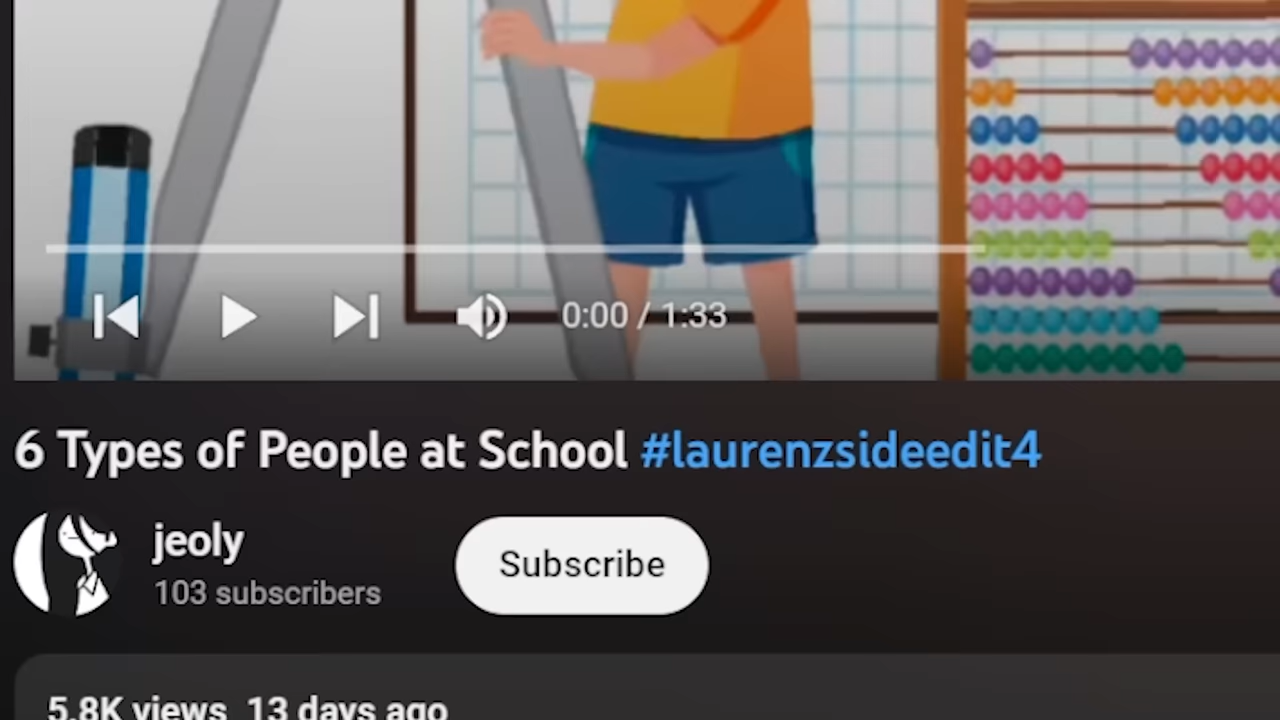 0:00 / 1:33
6 Types of People at School #laurenzsideedit4
jeoly
103 subscribers
Subscribe
5.8K views 13 days ago